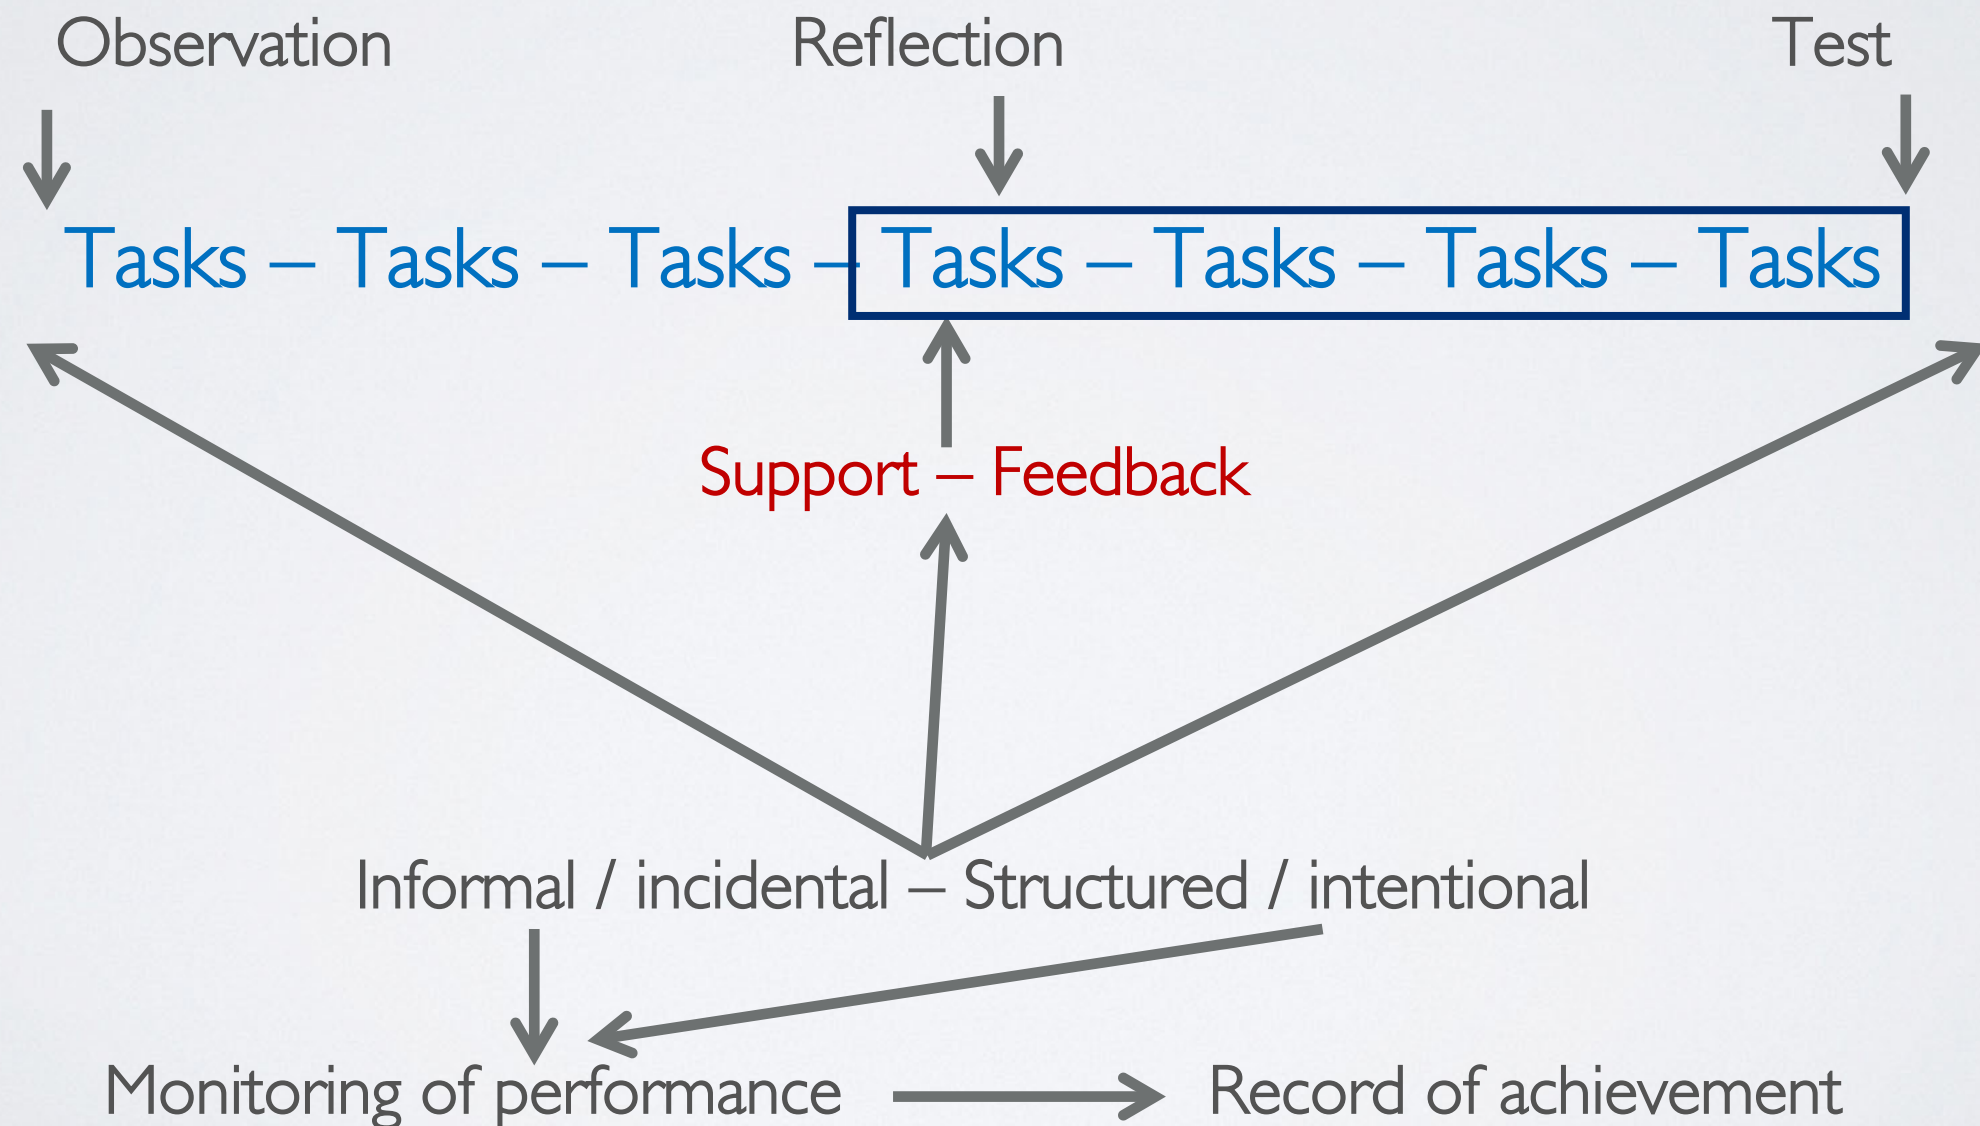 Observation Reflection Test
Tasks – Tasks – Tasks – Tasks – Tasks – Tasks – Tasks
Support – Feedback
Informal / incidental – Structured / intentional
Monitoring of performance Record of achievement